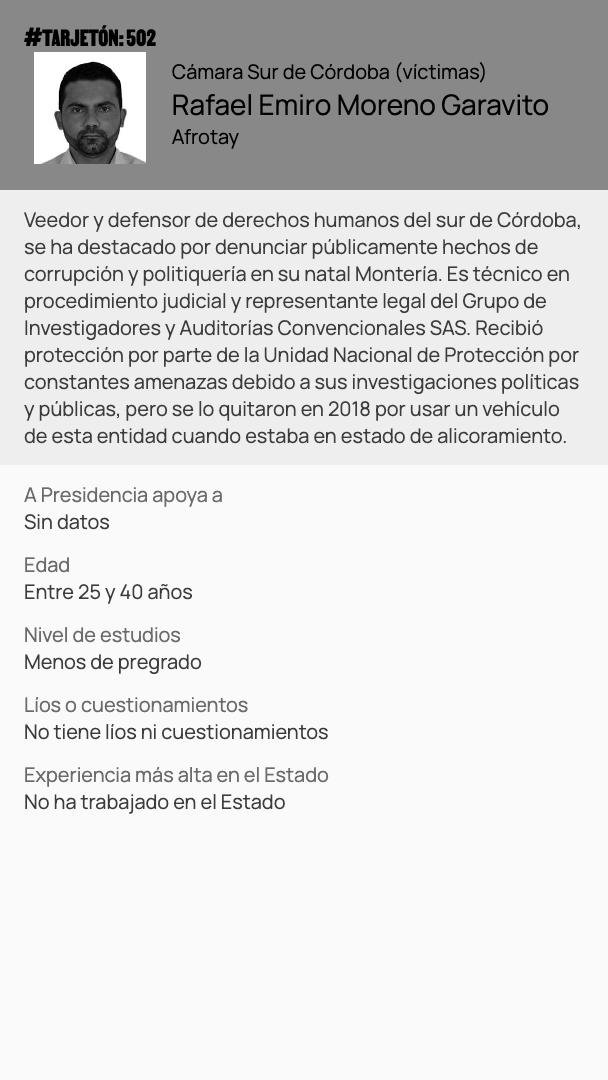 #TARJETÓN: 502
Cámara Sur de Córdoba (víctimas)
Rafael Emiro Moreno Garavito
Afrotay
Veedor y defensor de derechos humanos del sur de Córdoba,
se ha destacado por denunciar públicamente hechos de
corrupción y politiquería en su natal Montería. Es técnico en
procedimiento judicial y representante legal del Grupo de
Investigadores y Auditorías Convencionales SAS. Recibió
protección por parte de la Unidad Nacional de Protección por
constantes amenazas debido a sus investigaciones políticas
y públicas, pero se lo quitaron en 2018 por usar un vehículo
de esta entidad cuando estaba en estado de alicoramiento.
A Presidencia apoya a
Sin datos
Edad
Entre 25 y 40 años
Nivel de estudios
Menos de pregrado
Líos o cuestionamientos
No tiene líos ni cuestionamientos
Experiencia más alta en el Estado
No ha trabajado en el Estado